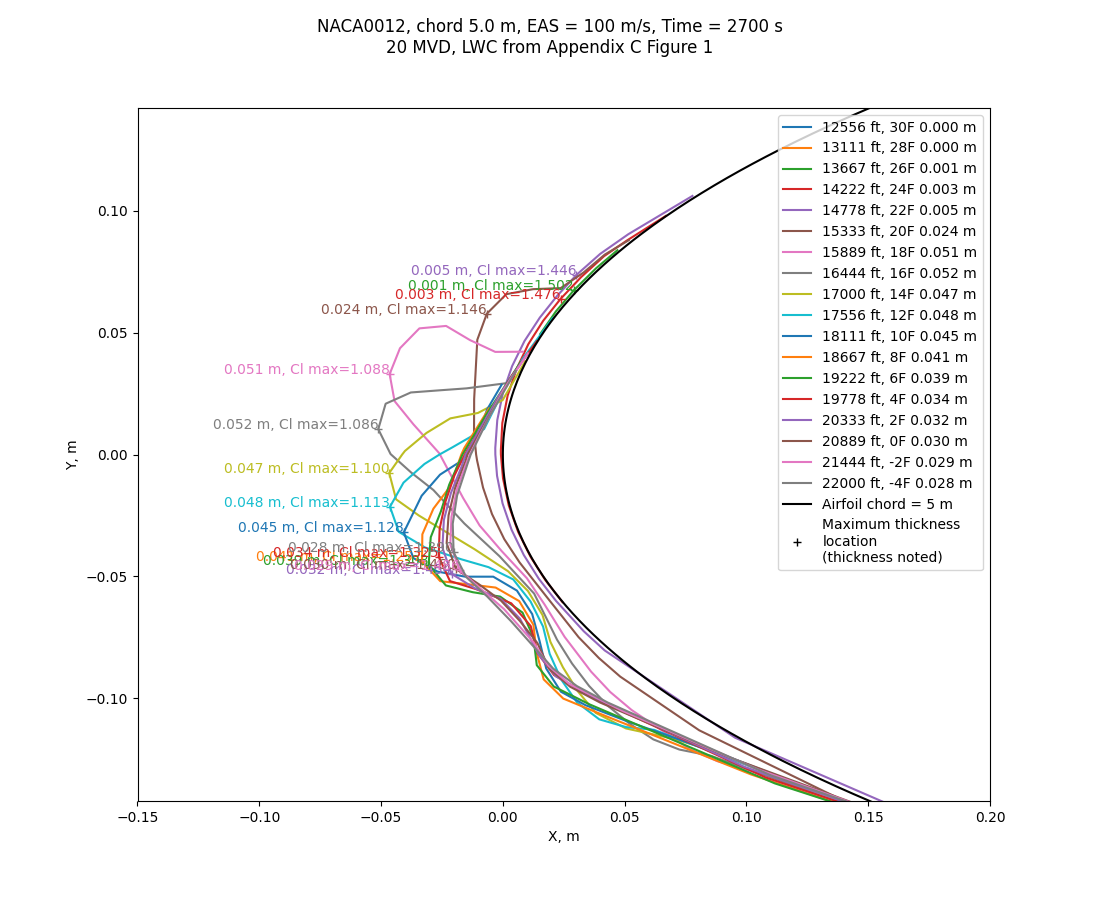 NACA0012, chord 5.0 m, EAS = 100 m/s, Time = 2700 s
20 MVD, LWC from Appendix C Figure 1
Y, m
0.10
0.05
0.00
−0.05
−0.10
0.005 m, Cl max=1.446
0.001 m, Cl max=1.502
0.003 m, Cl max=1.476
0.024 m, Cl max=1.146
0.051 m, Cl max=1.088
0.052 m, Cl max=1.086
0.047 m, Cl max=1.100
0.048 m, Cl max=1.113
0.045 m, Cl max=1.128
12556 ft, 30F 0.000 m
13111 ft, 28F 0.000 m
13667 ft, 26F 0.001 m
14222 ft, 24F 0.003 m
14778 ft, 22F 0.005 m
15333 ft, 20F 0.024 m
15889 ft, 18F 0.051 m
16444 ft, 16F 0.052 m
17000 ft, 14F 0.047 m
17556 ft, 12F 0.048 m
18111 ft, 10F 0.045 m
18667 ft, 8F 0.041 m
19222 ft, 6F 0.039 m
19778 ft, 4F 0.034 m
20333 ft, 2F 0.032 m
20889 ft, 0F 0.030 m
21444 ft, -2F 0.029 m
22000 ft, -4F 0.028 m
Airfoil chord = 5 m
Maximum thickness
location
(thickness noted)
−0.15
−0.10
−0.05
0.00
0.05
0.10
0.15
0.20
X, m